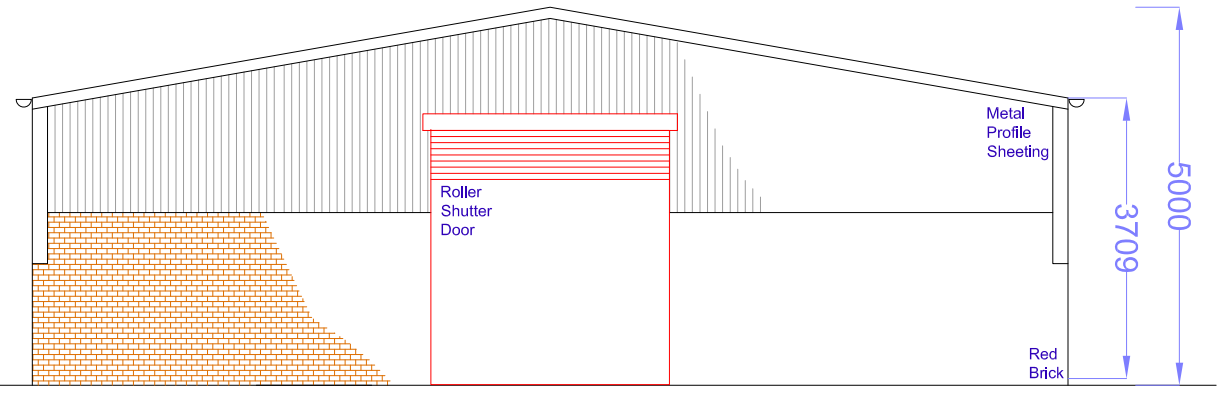 Metal
Profile
Sheeting
Roller
Shutter
Door
5000
3709
Red
Brick